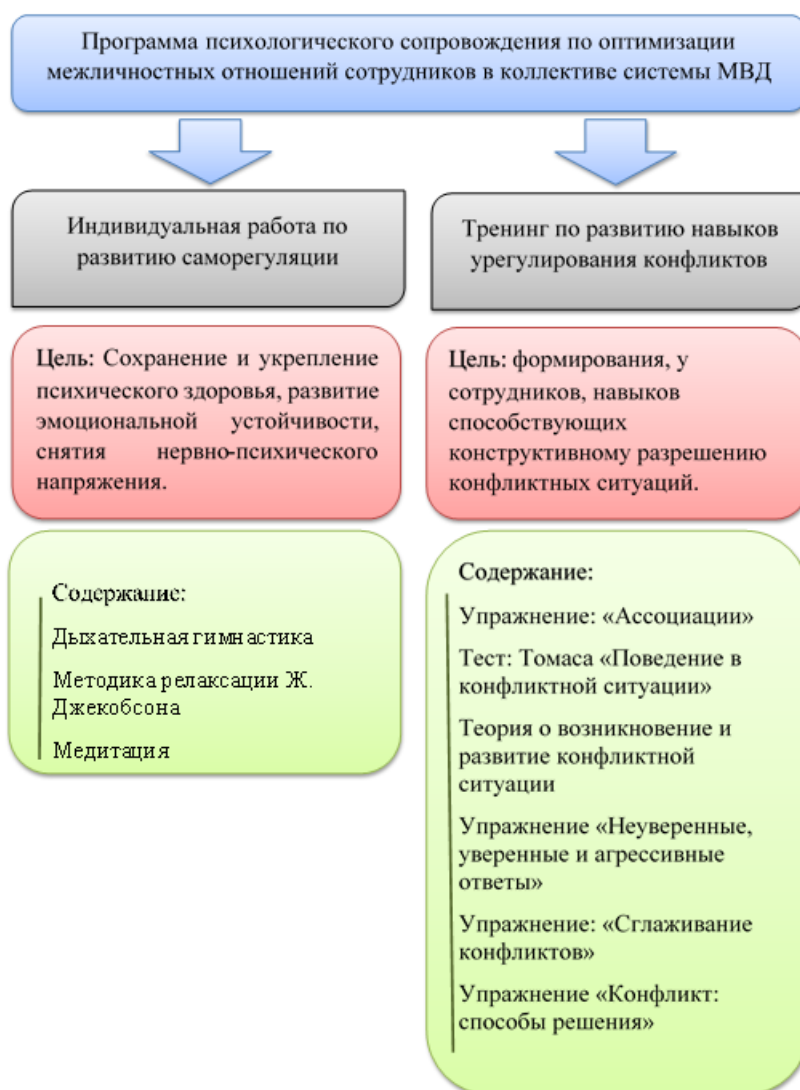 Программа психологического сопровождения по оптимизации
межличностных отношений сотрудников в коллективе системы МВД
Индивидуальная работа по
развитию саморегуляции
Цель: Сохранение и укрепление
психического здоровья, развитие
эмоциональной устойчивости,
снятия нервно-психического
напряжения.
Содержание:
Дыхательная гимнастика
Методика релаксации Ж.
Джекобсона
Медитация
Тренинг по развитию навыков
урегулирования конфликтов
Цель: формирования, у
сотрудников, навыков
способствующих
конструктивному разрешению
конфликтных ситуаций.
Содержание:
Упражнение: «Ассоциации»
Тест: Томаса «Поведение в
конфликтной ситуации»
Теория о возникновение и
развитие конфликтной
ситуации
Упражнение «Неуверенные,
уверенные и агрессивные
ответы»
Упражнение: «Сглаживание
конфликтов»
Упражнение «Конфликт:
способы решения»